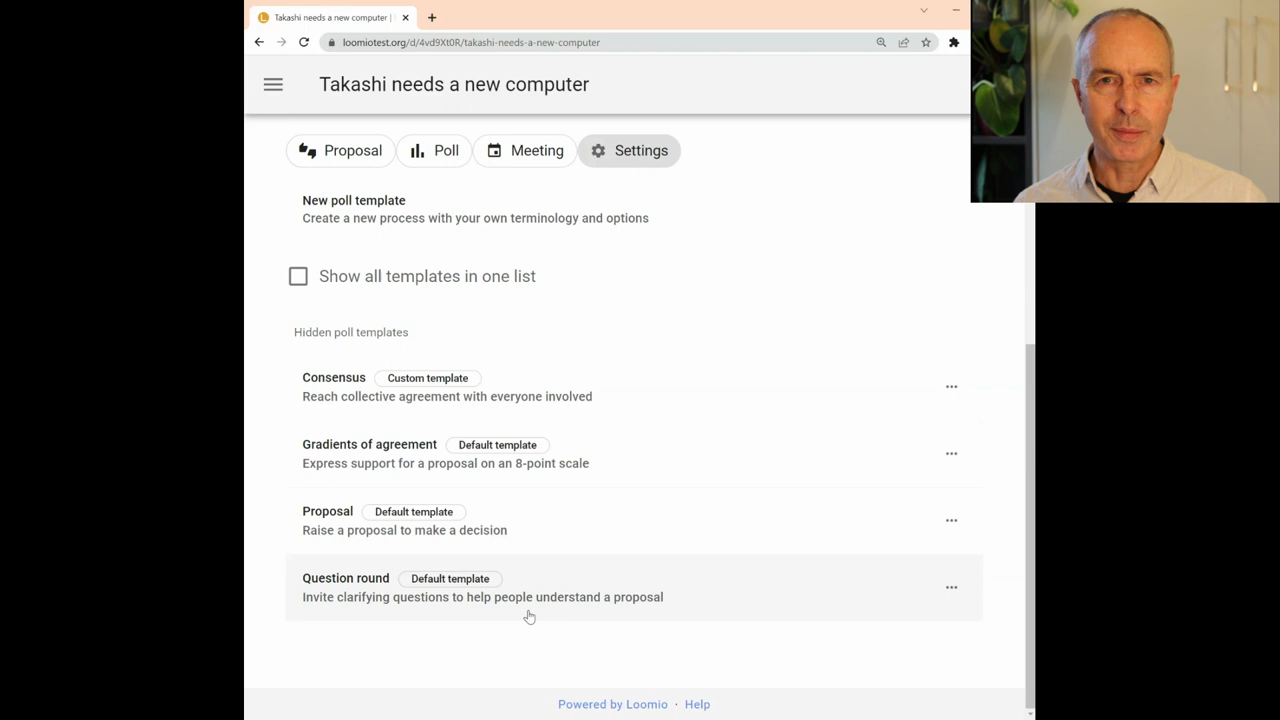 Takashi needs a new computer |
loomiotest.org/d/4vd9Xt0R/takashi-needs-a-new-computer
Takashi needs a new computer
Proposal
Poll
Meeting
Settings
New poll template
Create a new process with your own terminology and options
Show all templates in one list
Hidden poll templates
Consensus Custom template
Reach collective agreement with everyone involved
Gradients of agreement Default template
Express support for a proposal on an 8-point scale
Proposal Default template
Raise a proposal to make a decision
Question round Default template
Invite clarifying questions to help people understand a proposal
Powered by Loomio · Help